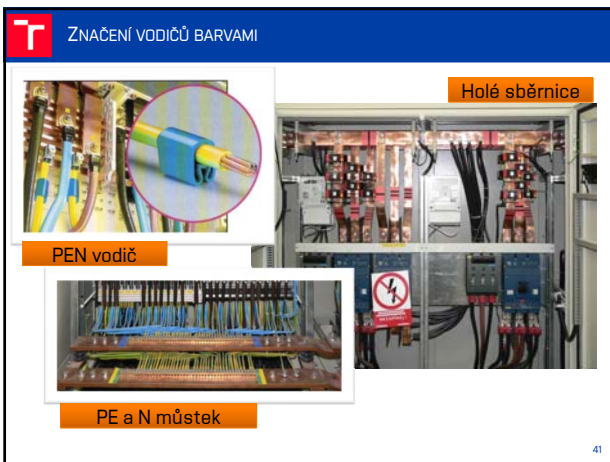 ZNAČENÍ VODIČŮ BARVAMI
Holé sběrnice
PEN vodič
PE a N můstek
41